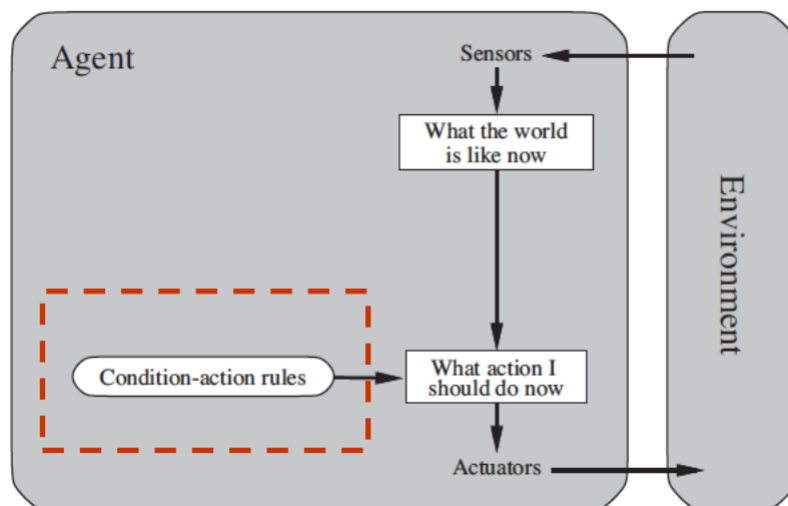 Agent
Sensors
What the world
is like now
Environment
Condition-action rules
What action I
should do now
Actuators